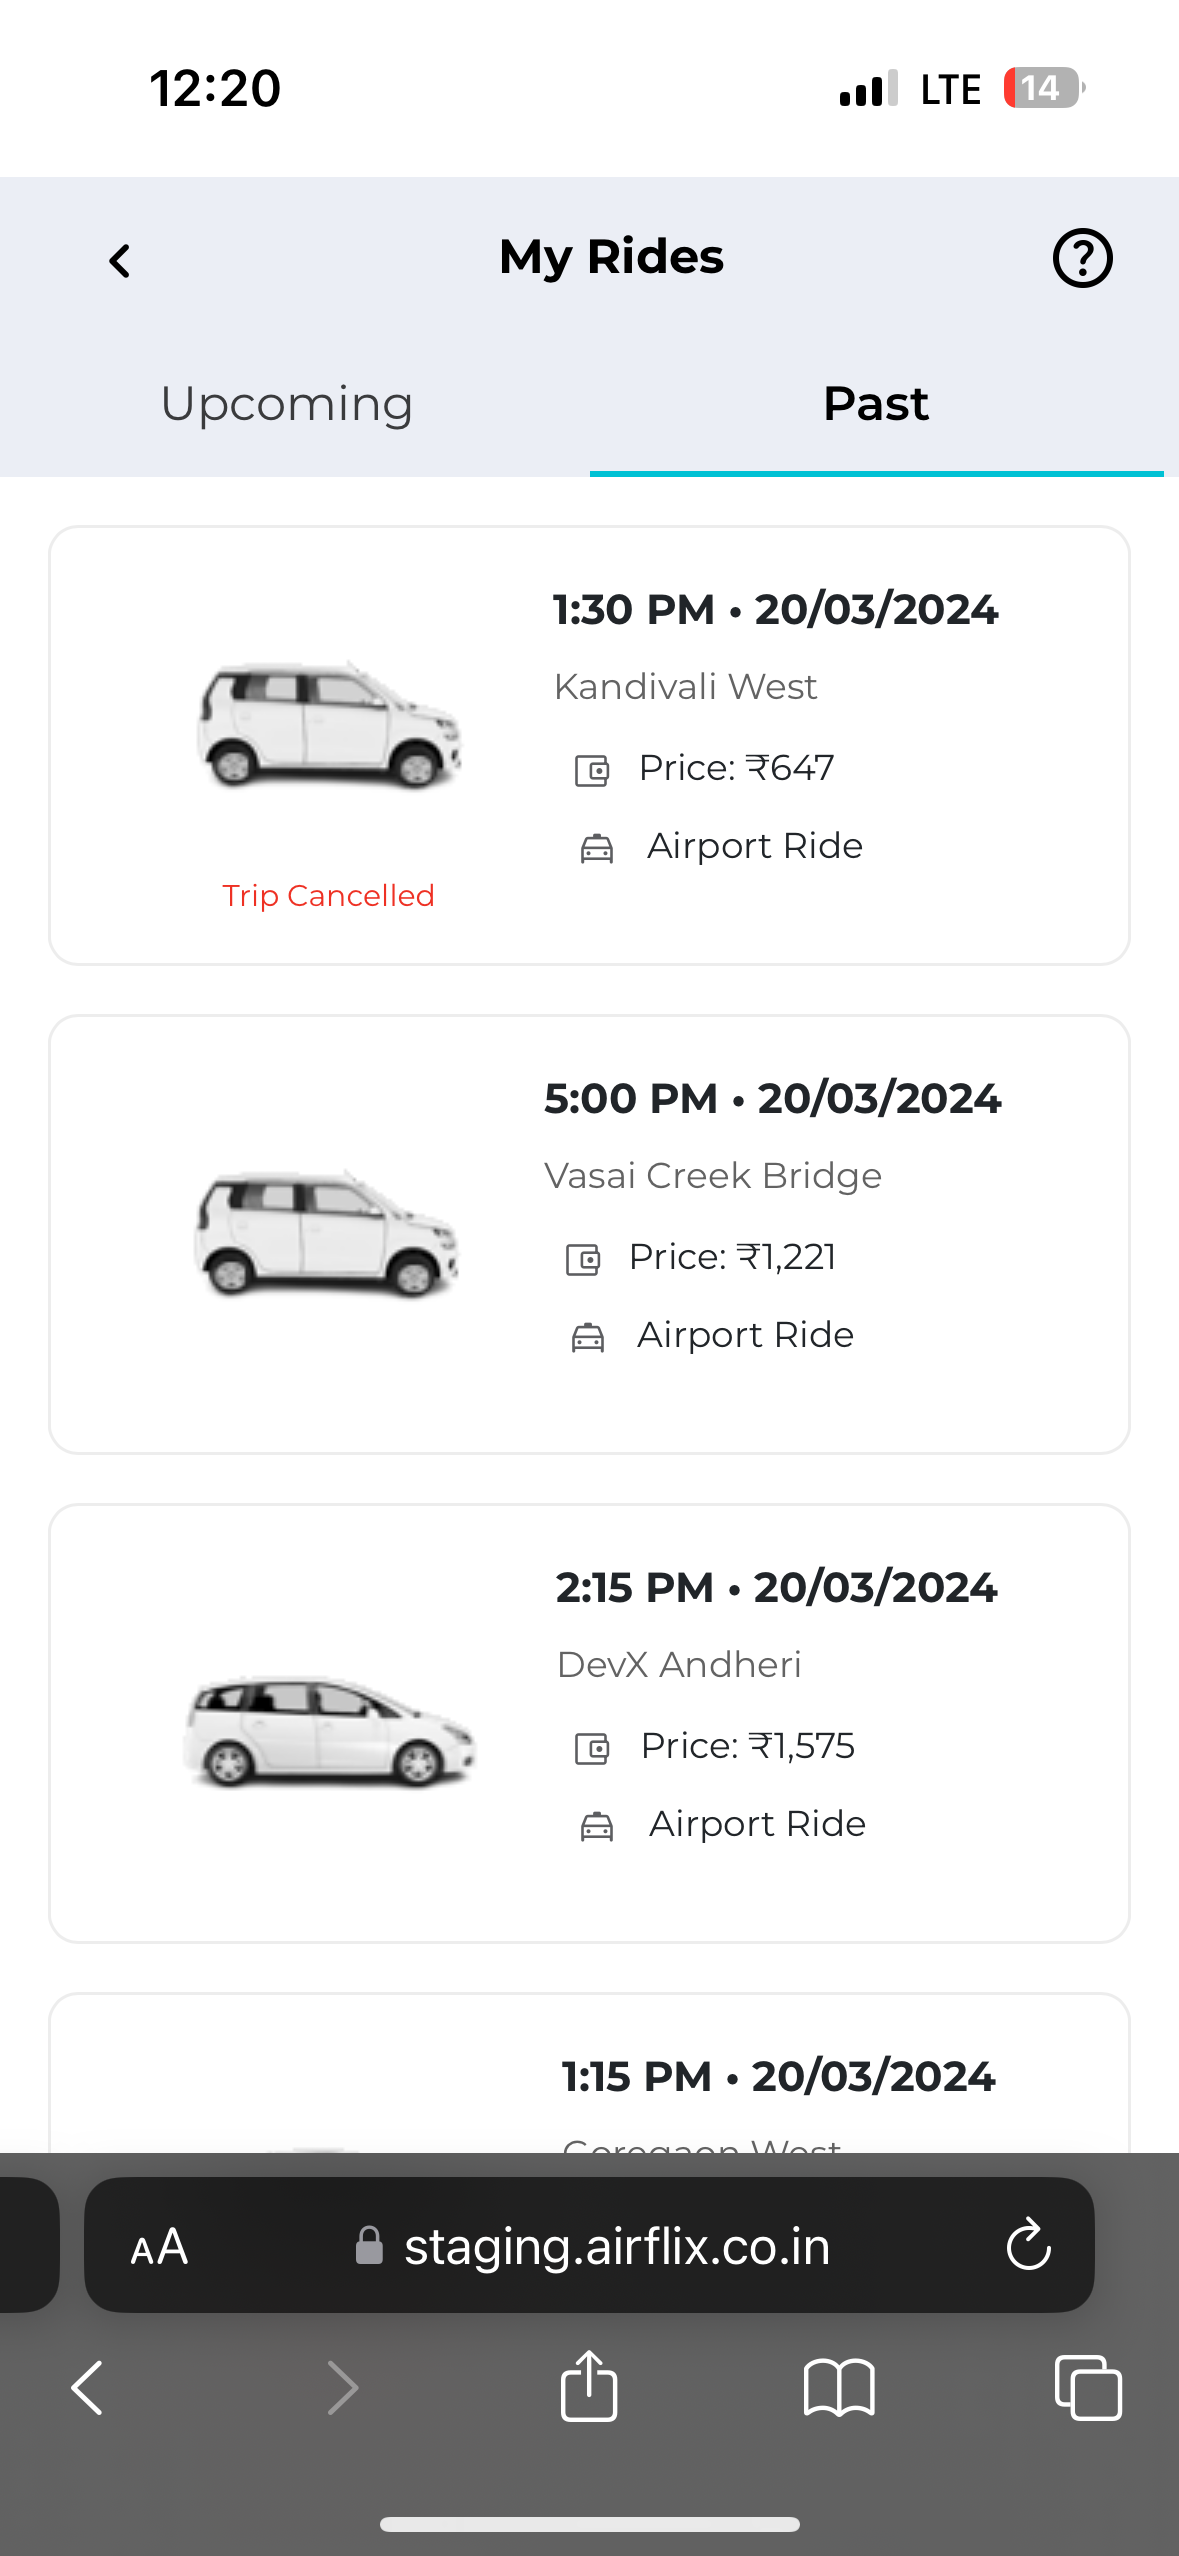 12:20
LTE 14
My Rides
Upcoming Past
1:30 PM • 20/03/2024
Kandivali West
Price: ₹647
Airport Ride
Trip Cancelled
5:00 PM • 20/03/2024
Vasai Creek Bridge
Price: ₹1,221
Airport Ride
2:15 PM • 20/03/2024
DevX Andheri
Price: ₹1,575
Airport Ride
1:15 PM • 20/03/2024
Goregaon West
AA staging.airflix.co.in